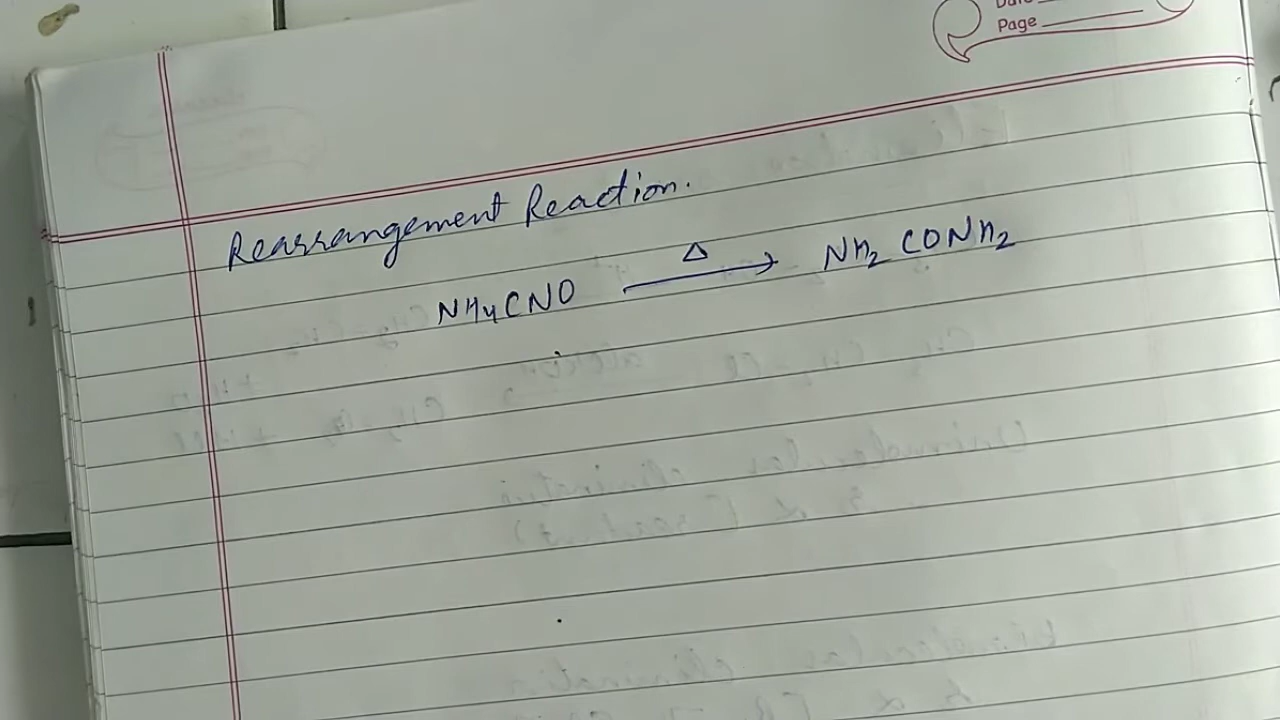 Page
Rearrangement Reaction.
NH4CNO —Δ→ NH2 CONH2